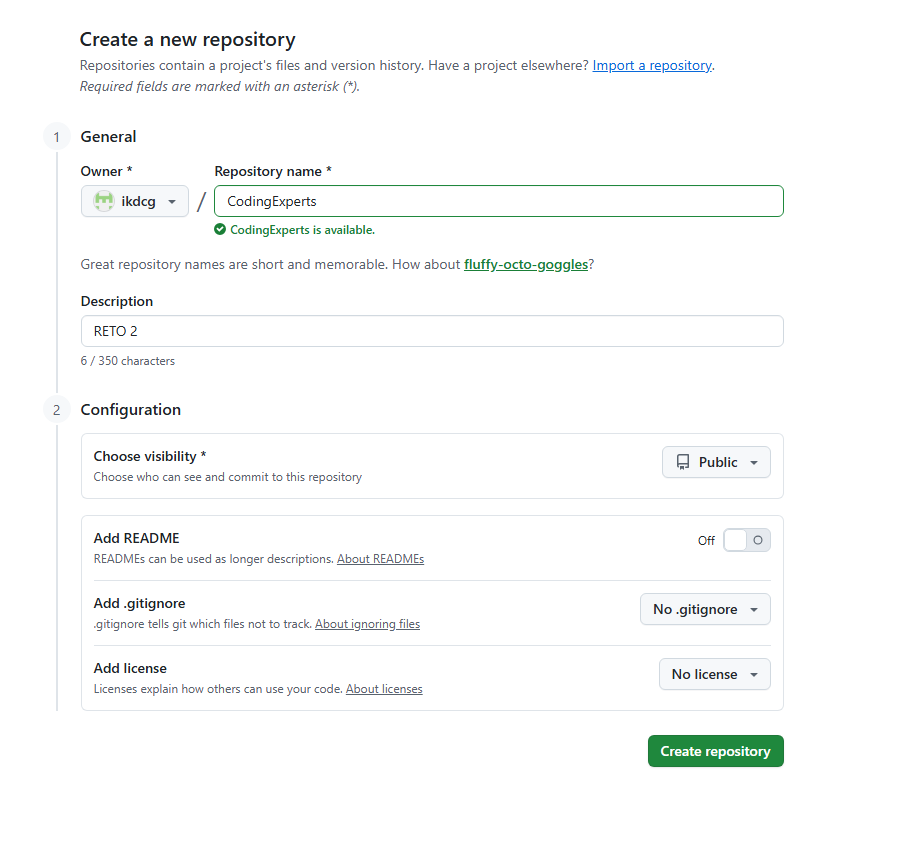 Create a new repository
Repositories contain a project's files and version history. Have a project elsewhere? Import a repository.
Required fields are marked with an asterisk (*).
1 General
Owner * Repository name *
ikdcg / CodingExperts
CodingExperts is available.
Great repository names are short and memorable. How about fluffy-octo-goggles?
Description
RETO 2
6 / 350 characters
2 Configuration
Choose visibility *
Choose who can see and commit to this repository
Public
Add README
READMEs can be used as longer descriptions. About READMEs
Off
Add .gitignore
.gitignore tells git which files not to track. About ignoring files
No .gitignore
Add license
Licenses explain how others can use your code. About licenses
No license
Create repository